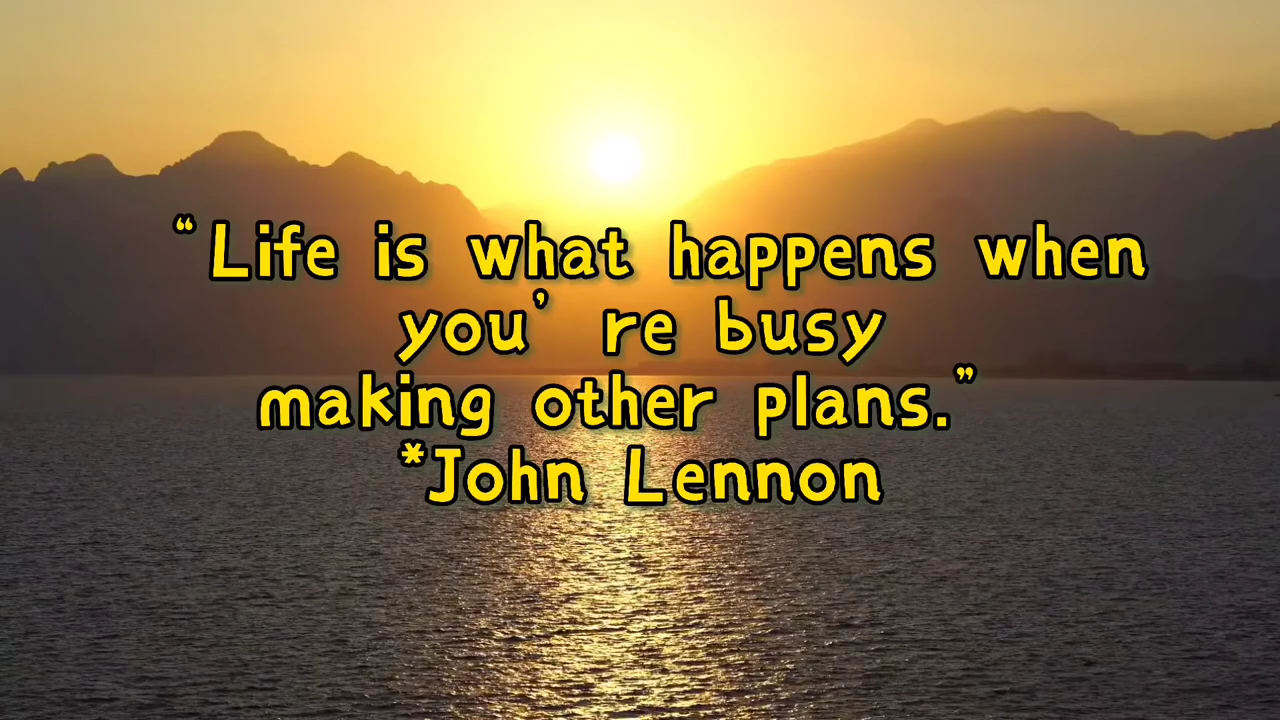 “Life is what happens when
you’ re busy
making other plans.”
*John Lennon